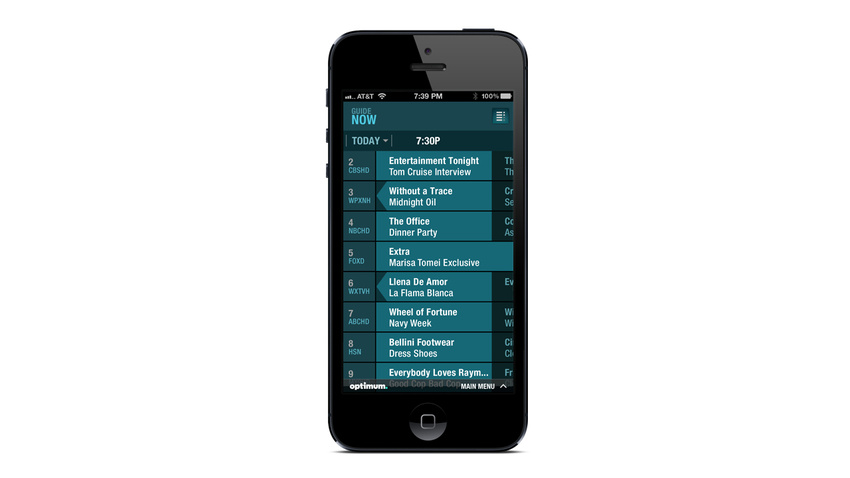 AT&T 7:39 PM 100%
GUIDE
NOW
TODAY 7:30P
2 Entertainment Tonight Th
CBSHD Tom Cruise Interview Th
3 Without a Trace Cr
WPXNH Midnight Oil Se
4 The Office Co
NBCHD Dinner Party As
5 Extra
FOXD Marisa Tomei Exclusive
6 Llena De Amor Ev
WXTVH La Flama Blanca
7 Wheel of Fortune Wi
ABCHD Navy Week Wi
8 Bellini Footwear Ci
HSN Dress Shoes Cl
9 Everybody Loves Raym... Fr
Good Cop Bad Cop
optimum. MAIN MENU